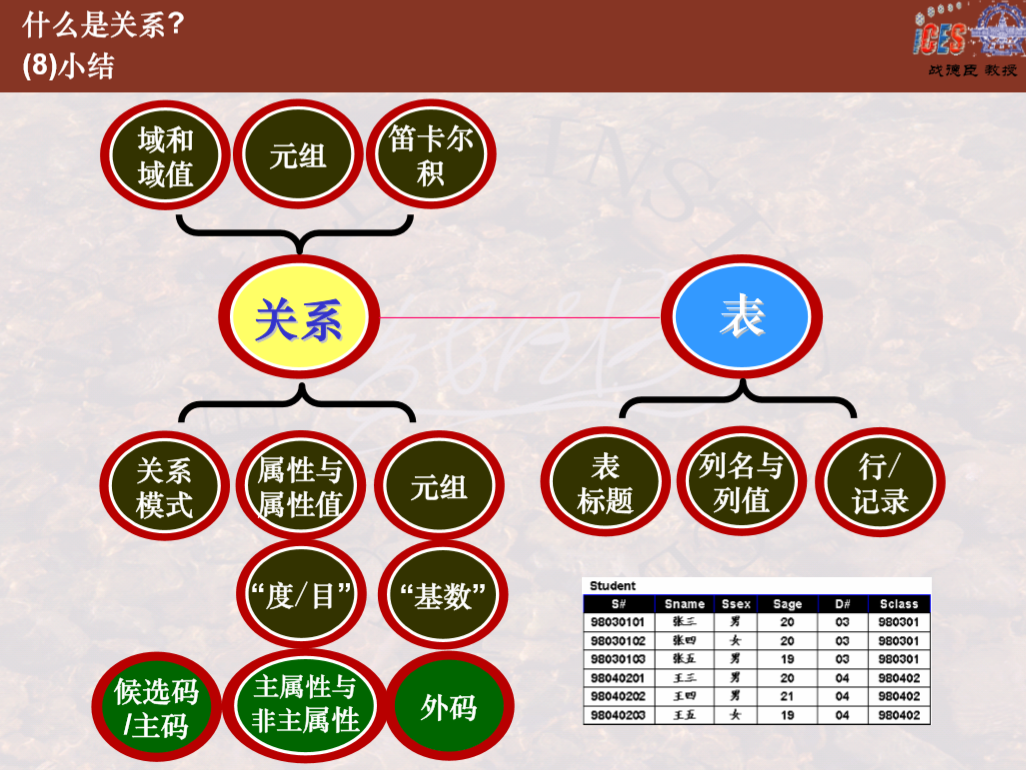 什么是关系?
(8)小结
iCES
战德臣 教授
域和
域值
元组
笛卡尔
积
关系
表
关系
模式
属性与
属性值
元组
表
标题
列名与
列值
行/
记录
“度/目”
“基数”
候选码
/主码
主属性与
非主属性
外码
Student
S# Sname Ssex Sage D# Sclass
98030101 张三 男 20 03 980301
98030102 张四 女 20 03 980301
98030103 张五 男 19 03 980301
98040201 王三 男 20 04 980402
98040202 王四 男 21 04 980402
98040203 王五 女 19 04 980402